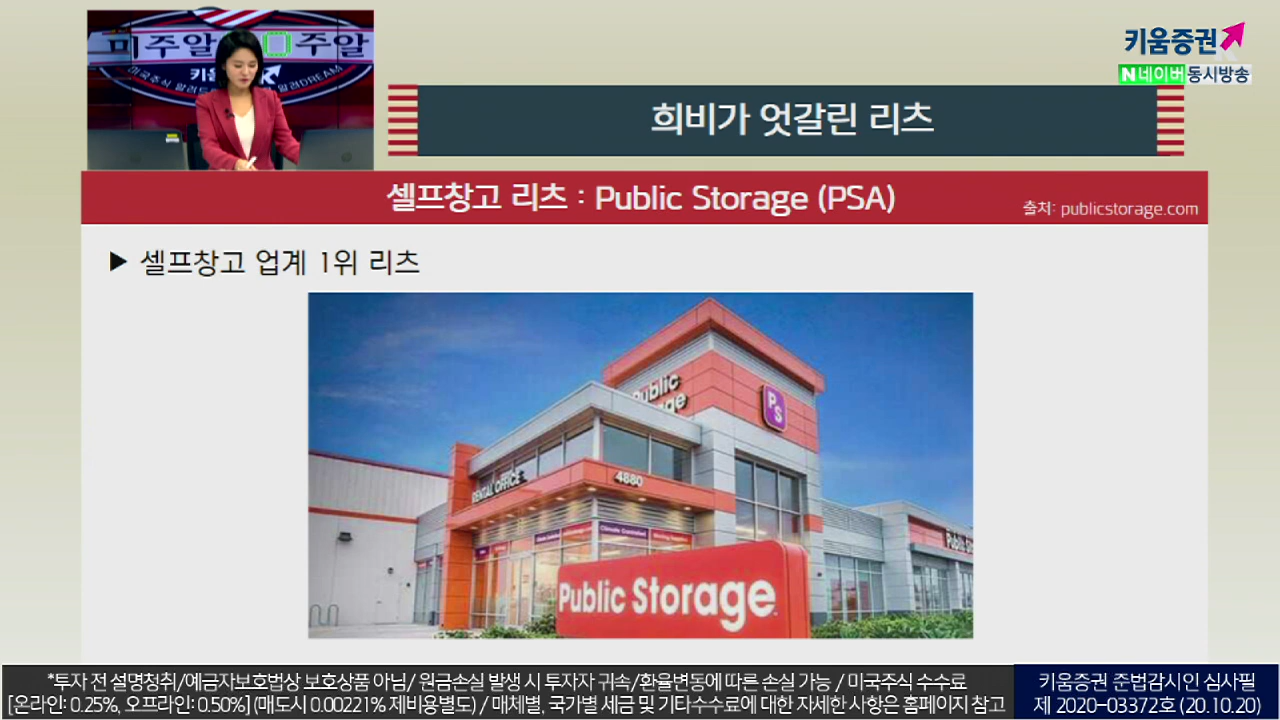 미주알 주알
키움
키움증권
N 네이버 동시방송
희비가 엇갈린 리츠
셀프창고 리츠 : Public Storage (PSA)
출처: publicstorage.com
▶ 셀프창고 업계 1위 리츠
Public
PS
RENTAL OFFICE
4880
Climate Controlled
Public Storage
*투자 전 설명청취/예금자보호법상 보호상품 아님/ 원금손실 발생 시 투자자 귀속/환율변동에 따른 손실 가능 / 미국주식 수수료
[온라인: 0.25%, 오프라인: 0.50%] (매도시 0.00221% 제비용별도) / 매체별, 국가별 세금 및 기타수수료에 대한 자세한 사항은 홈페이지 참고
키움증권 준법감시인 심사필
제 2020-03372호 (20.10.20)